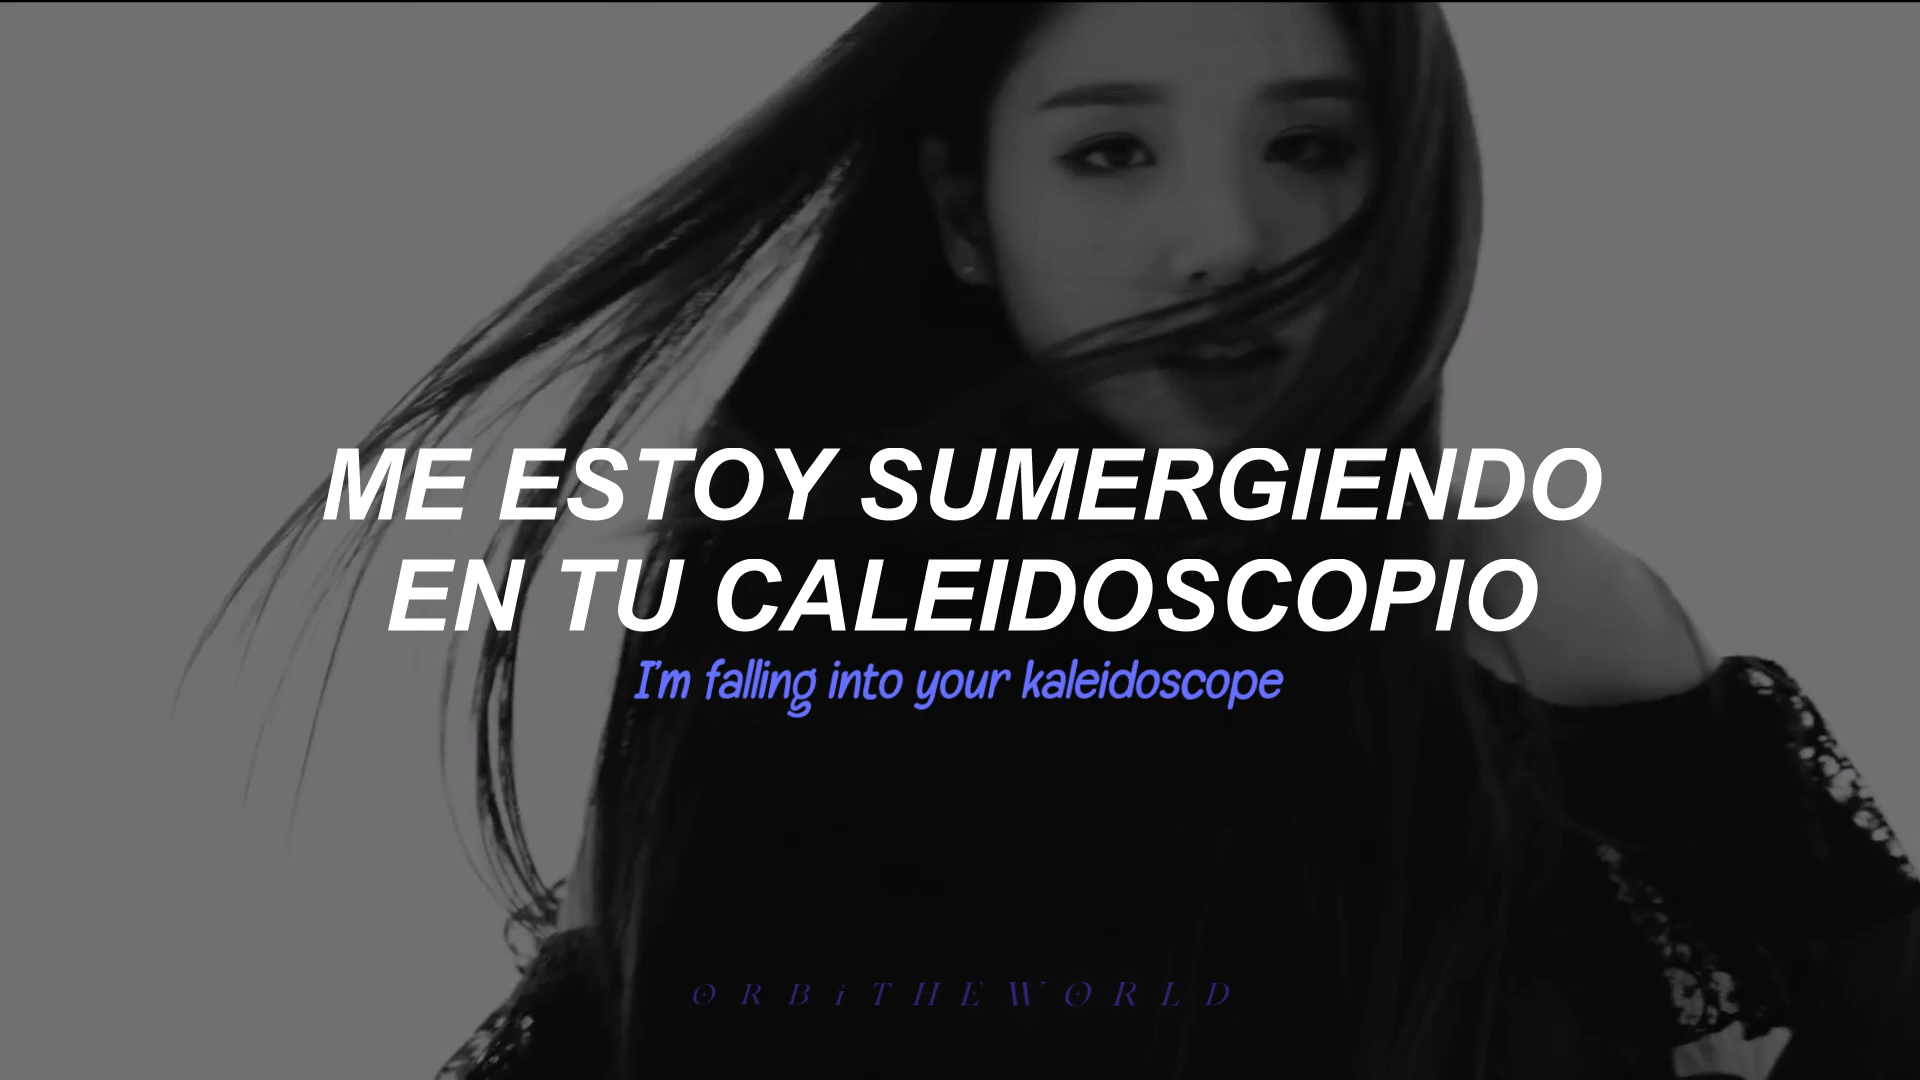 ME ESTOY SUMERGIENDO
EN TU CALEIDOSCOPIO
I'm falling into your kaleidoscope
ORBiTHEWORLD